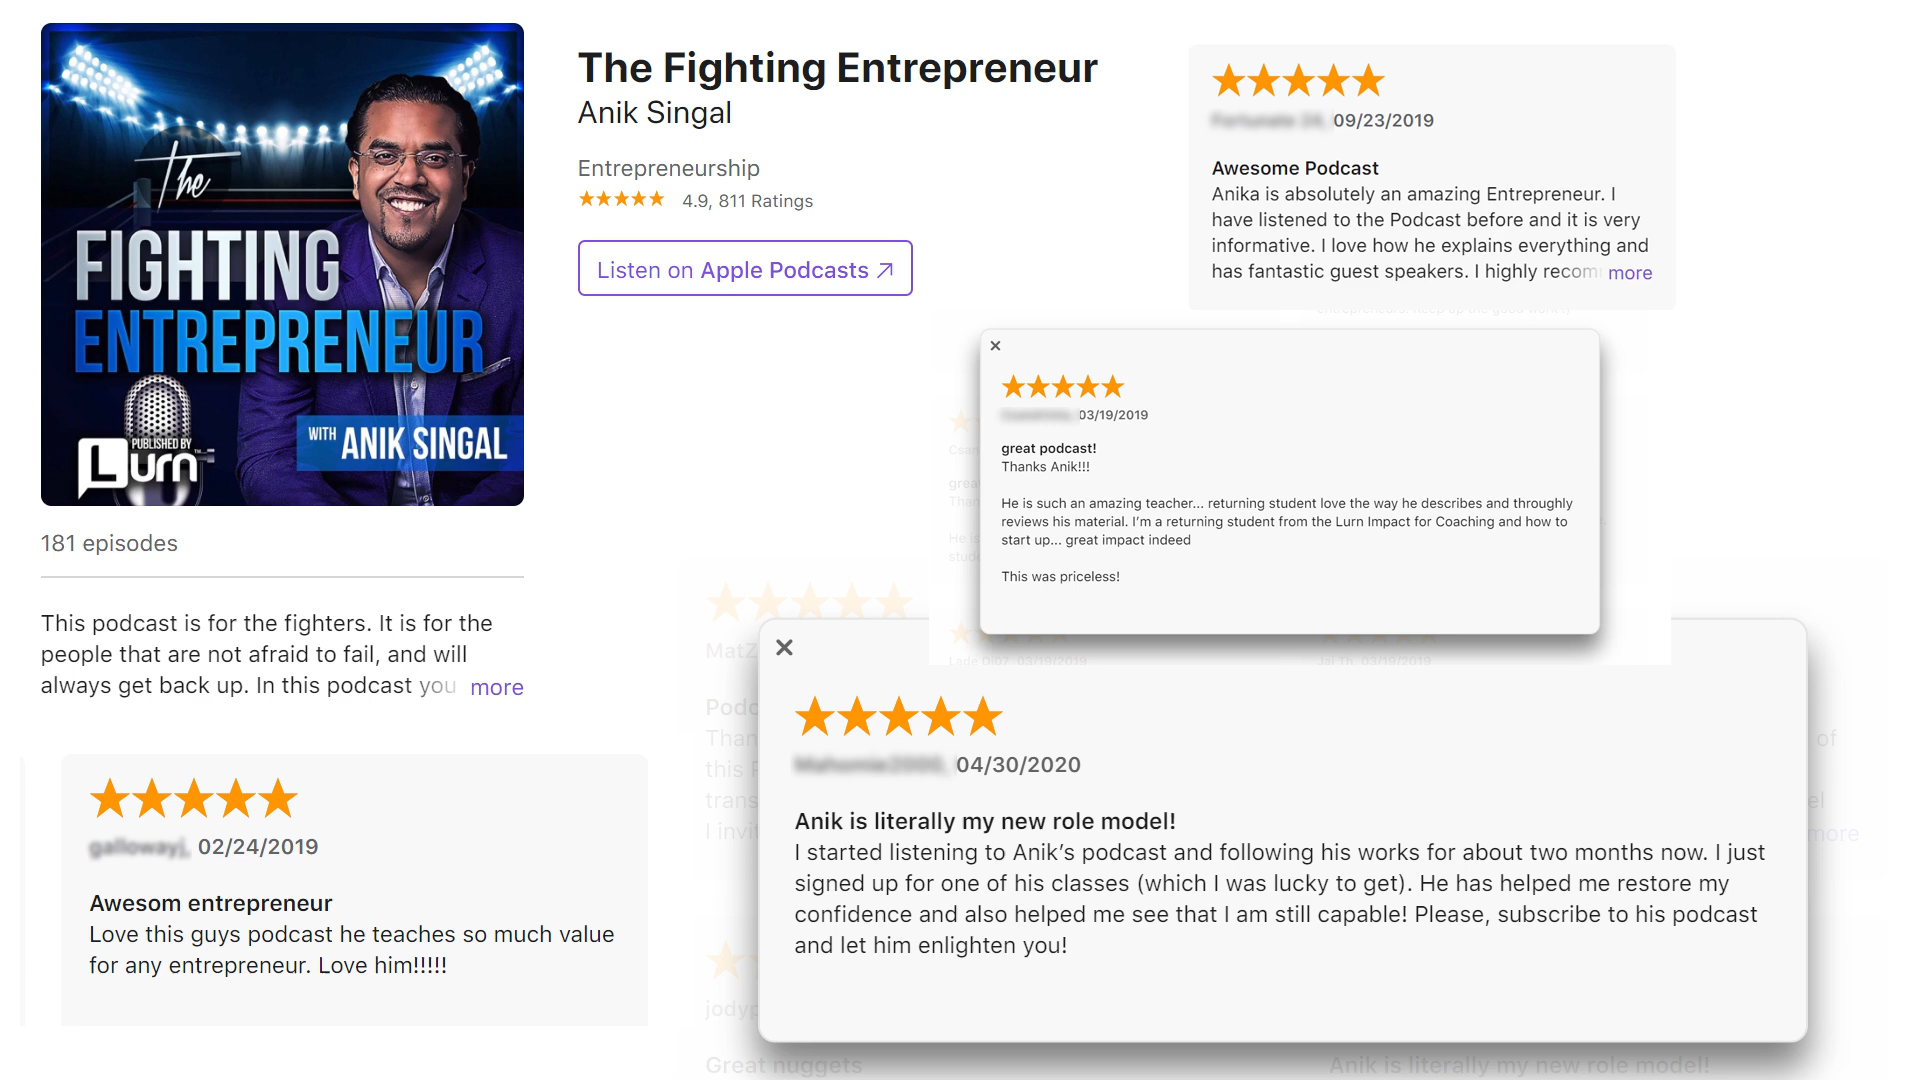 The
FIGHTING
ENTREPRENEUR
PUBLISHED BY
Lurn™
WITH ANIK SINGAL
181 episodes
This podcast is for the fighters. It is for the
people that are not afraid to fail, and will
always get back up. In this podcast you more
The Fighting Entrepreneur
Anik Singal
Entrepreneurship
4.9, 811 Ratings
Listen on Apple Podcasts
09/23/2019
Awesome Podcast
Anika is absolutely an amazing Entrepreneur. I
have listened to the Podcast before and it is very
informative. I love how he explains everything and
has fantastic guest speakers. I highly recom more
03/19/2019
great podcast!
Thanks Anik!!!
He is such an amazing teacher... returning student love the way he describes and throughly
reviews his material. I'm a returning student from the Lurn Impact for Coaching and how to
start up... great impact indeed
This was priceless!
02/24/2019
Awesom entrepreneur
Love this guys podcast he teaches so much value
for any entrepreneur. Love him!!!!!
04/30/2020
Anik is literally my new role model!
I started listening to Anik's podcast and following his works for about two months now. I just
signed up for one of his classes (which I was lucky to get). He has helped me restore my
confidence and also helped me see that I am still capable! Please, subscribe to his podcast
and let him enlighten you!
Great nuggets
Anik is literally my new role model!